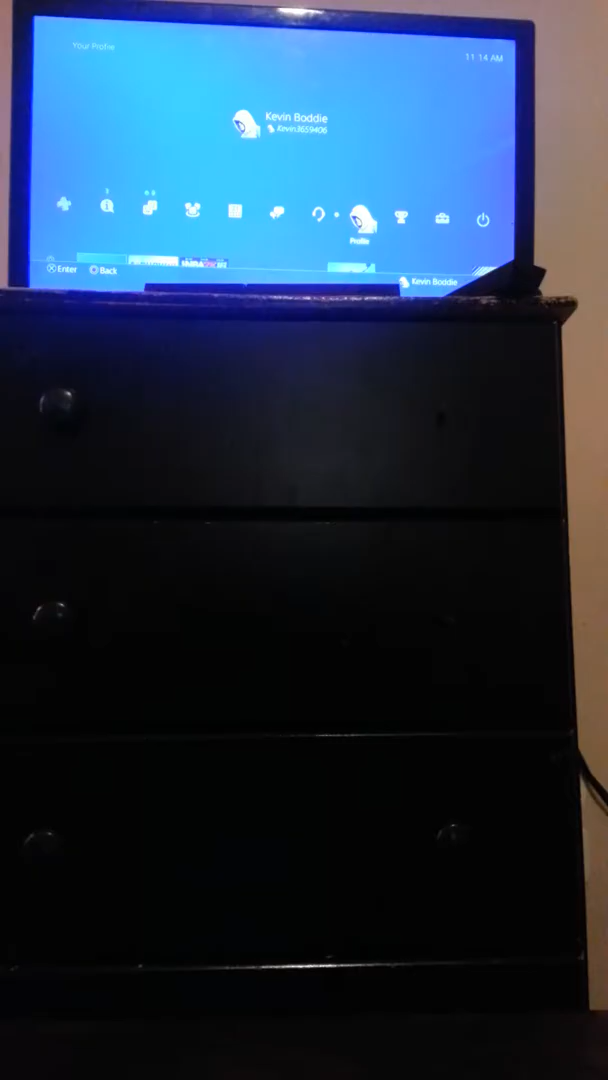 Your Profile
11:14 AM
Kevin Boddie
Kevin3659406
Profile
Enter
Back
Kevin Boddie